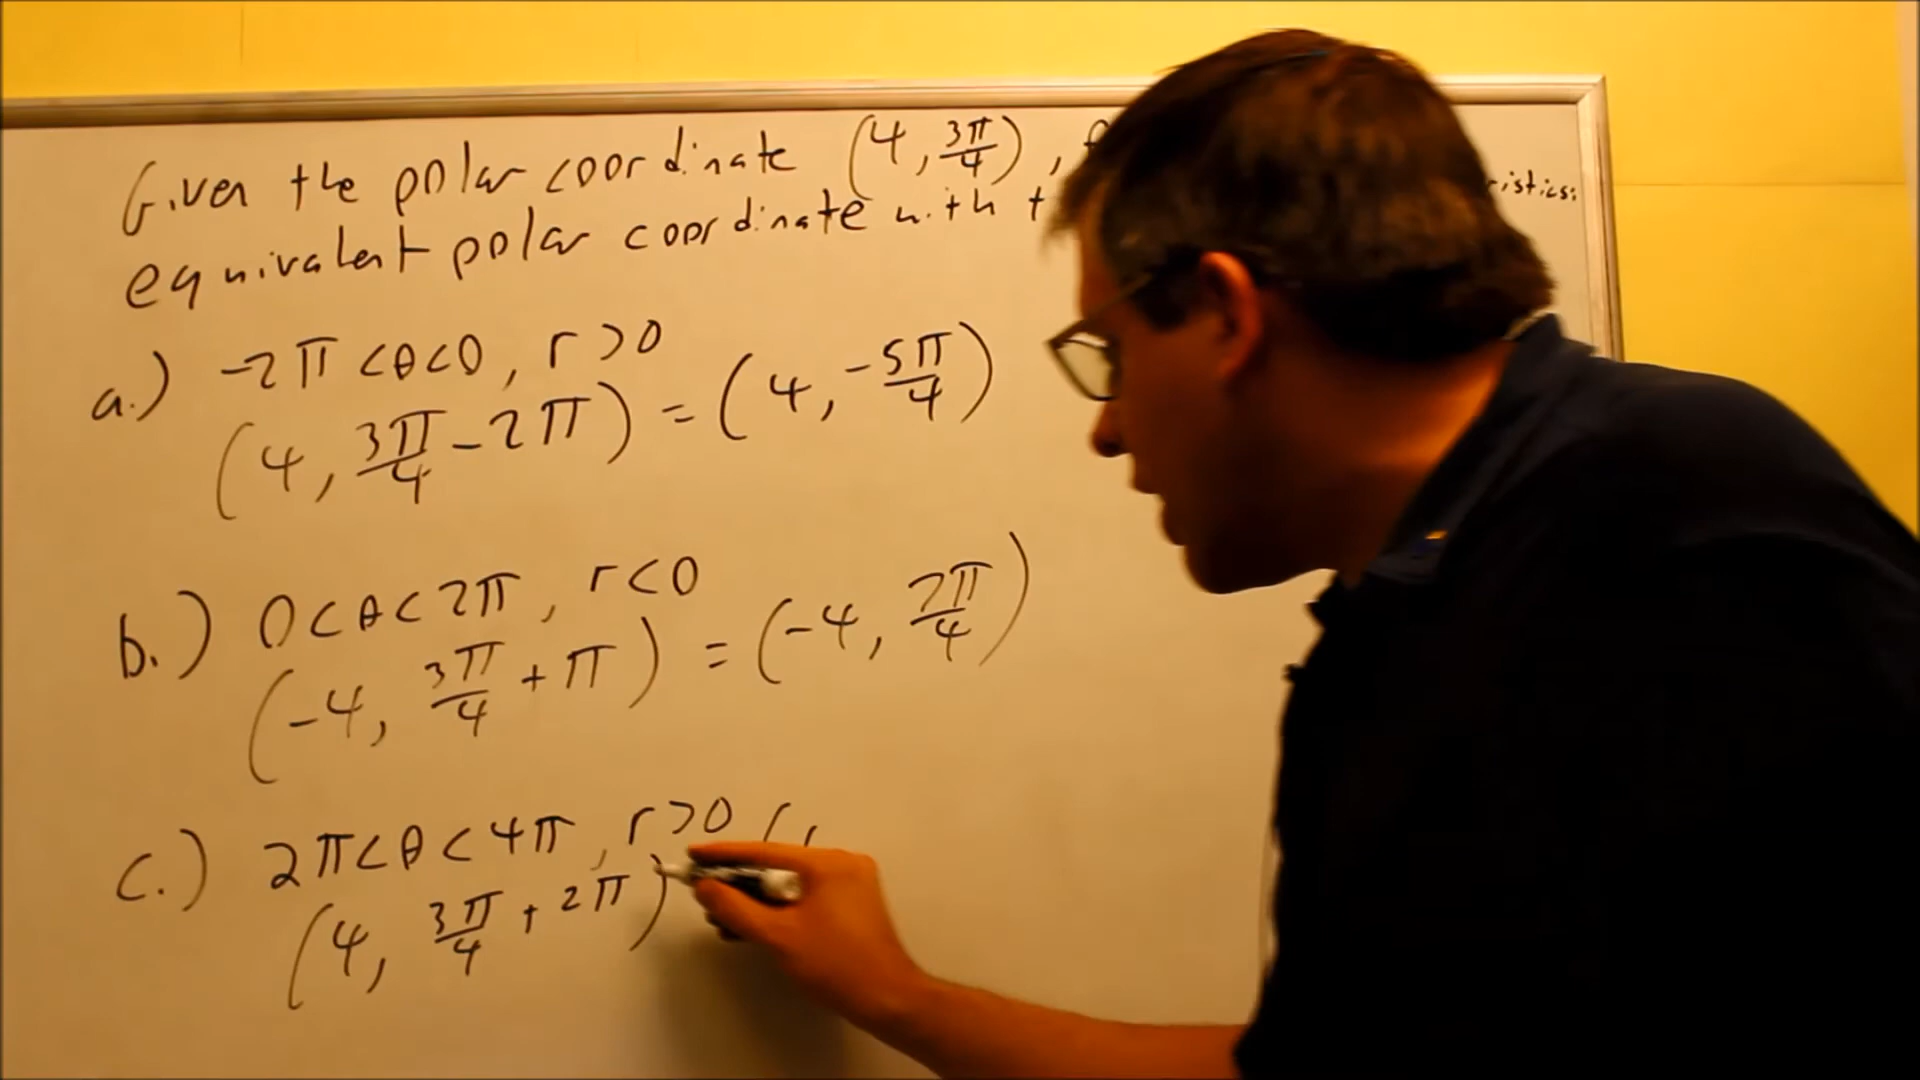 Given the polar coordinate (4, 3π/4),
equivalent polar coordinate with
a.) -2π<θ<0, r>0
(4, 3π/4 - 2π) = (4, -5π/4)
b.) 0<θ<2π, r<0
(-4, 3π/4 + π) = (-4, 7π/4)
c.) 2π<θ<4π, r>0
(4, 3π/4 + 2π)